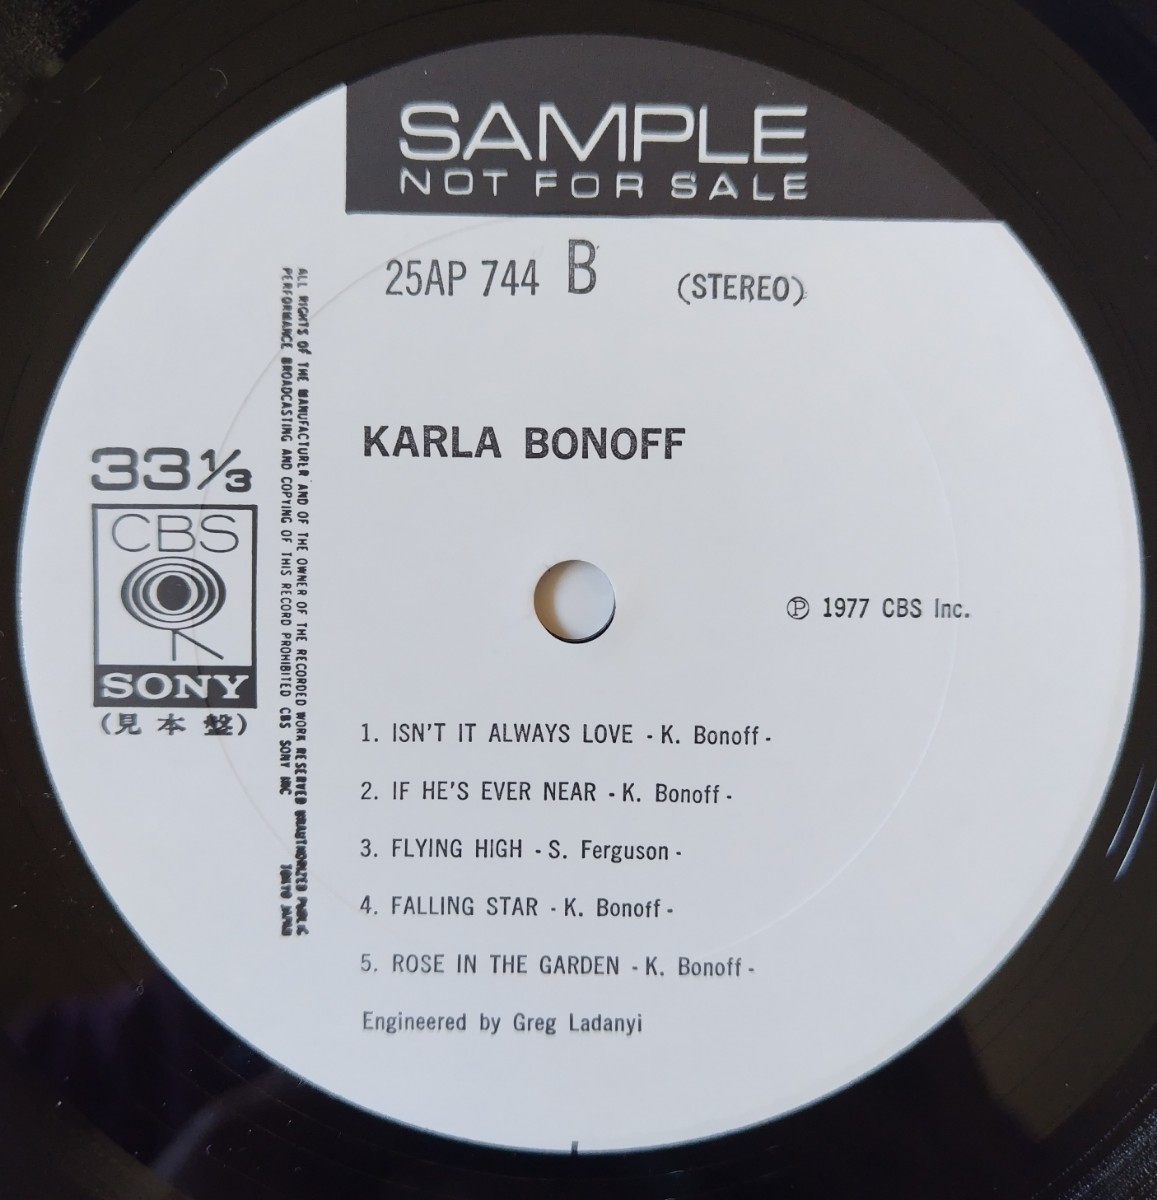 SAMPLE
NOT FOR SALE
25AP 744 B (STEREO)
ALL RIGHTS OF THE MANUFACTURER AND OF THE OWNER OF THE RECORDED WORK RESERVED UNAUTHORIZED PUBLIC
PERFORMANCE BROADCASTING AND COPYING OF THIS RECORD PROHIBITED CBS SONY INC TOKYO JAPAN
KARLA BONOFF
33 1/3
CBS
SONY
(見本盤)
Ⓟ 1977 CBS Inc.
1. ISN'T IT ALWAYS LOVE - K. Bonoff -
2. IF HE'S EVER NEAR - K. Bonoff -
3. FLYING HIGH - S. Ferguson -
4. FALLING STAR - K. Bonoff -
5. ROSE IN THE GARDEN - K. Bonoff -
Engineered by Greg Ladanyi